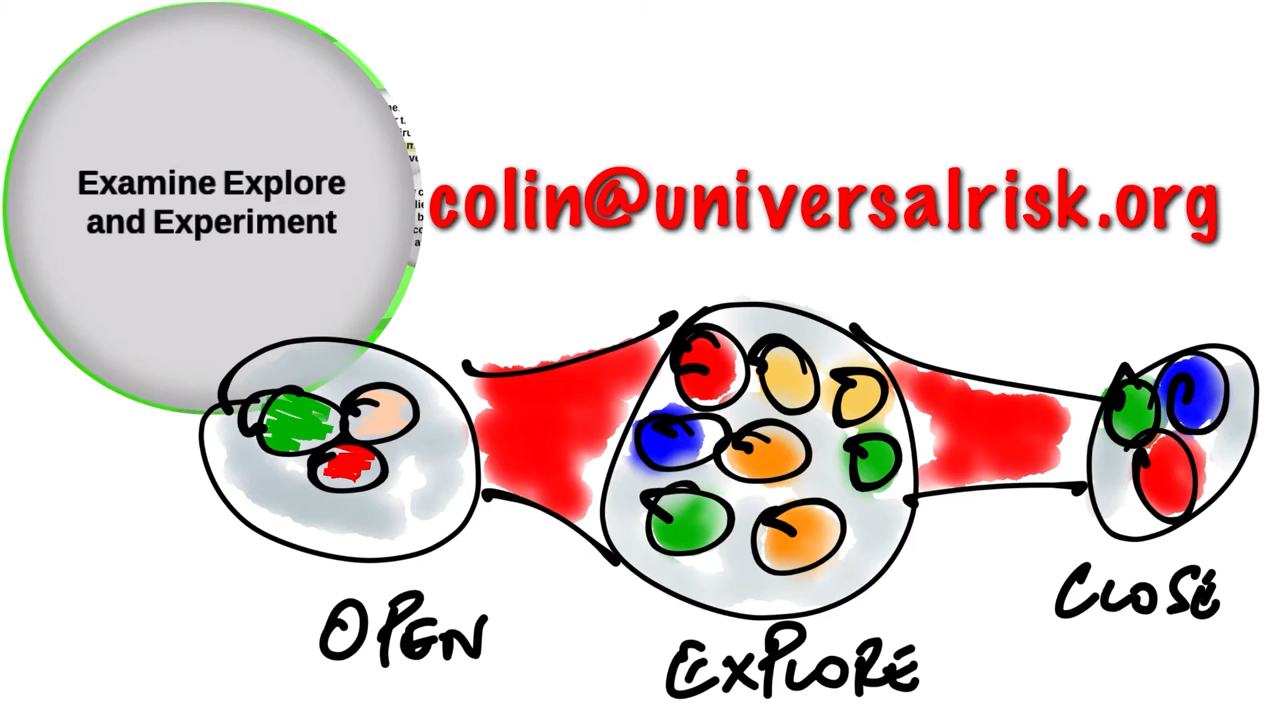 Examine Explore
and Experiment
colin@universalrisk.org
OPEN
EXPLORE
CLOSE